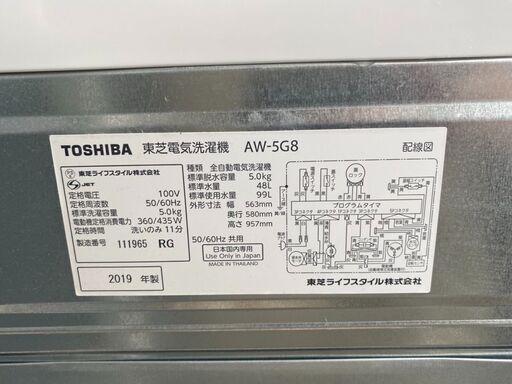 TOSHIBA 東芝電気洗濯機 AW-5G8 配線図
東芝ライフスタイル株式会社
JET
定格電圧 100V
定格周波数 50/60Hz
標準洗濯容量 5.0kg
電動機定格消費電力 360/435W
定格時間 洗いのみ 11分
製造番号 111965 RG
2019 年製
種類 全自動電気洗濯機
標準脱水容量 5.0kg
標準水量 48L
標準使用水量 99L
外形寸法 幅 563mm
奥行 580mm
高さ 957mm
50/60Hz 共用
日本国内専用
Use Only in Japan
MADE IN THAILAND
プログラムタイマ
東芝ライフスタイル株式会社